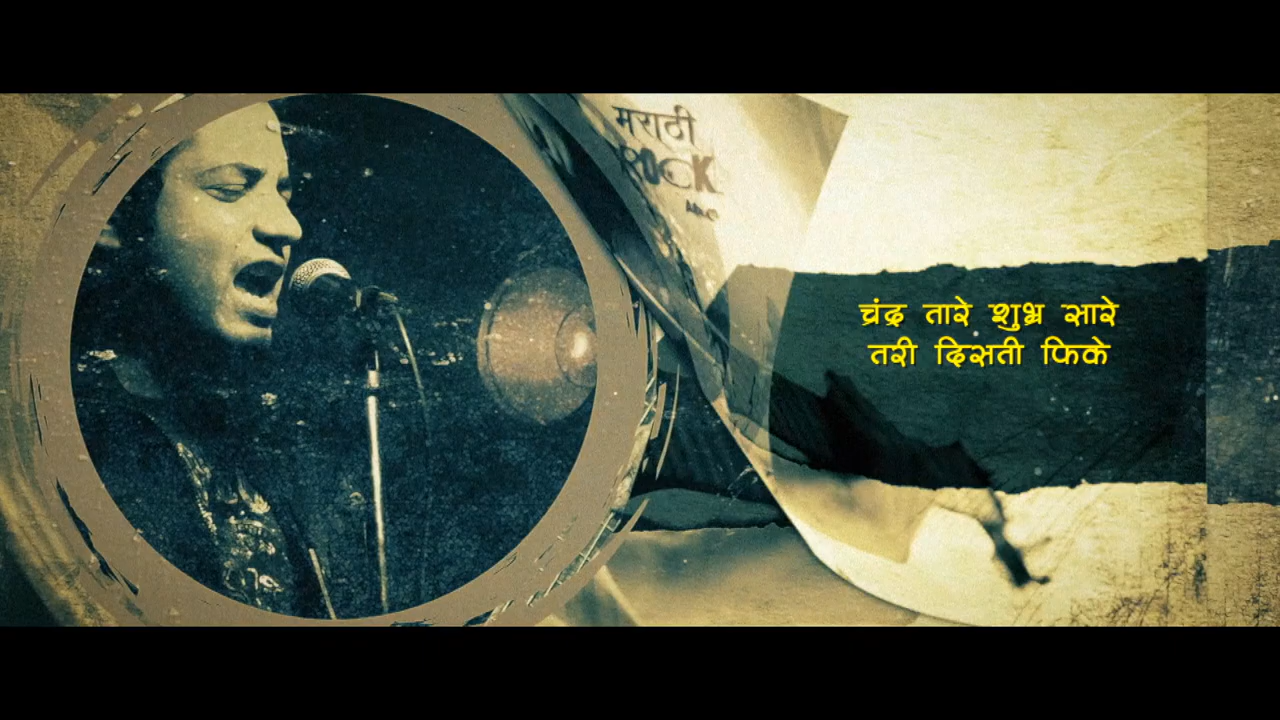 मराठी
ROCK
चंद्र तारे शुभ्र सारे
तरी दिसती फिके